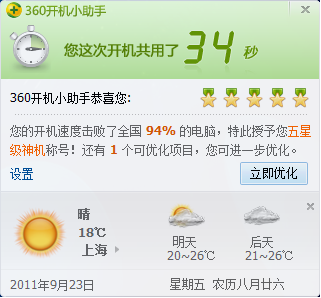 360开机小助手
您这次开机共用了 34 秒
360开机小助手恭喜您:
您的开机速度击败了全国 94% 的电脑，特此授予您五星
级神机称号！还有 1 个可优化项目，您可进一步优化。
设置
立即优化
晴
18℃
上海
明天
20~26℃
后天
21~26℃
2011年9月23日
星期五 农历八月廿六